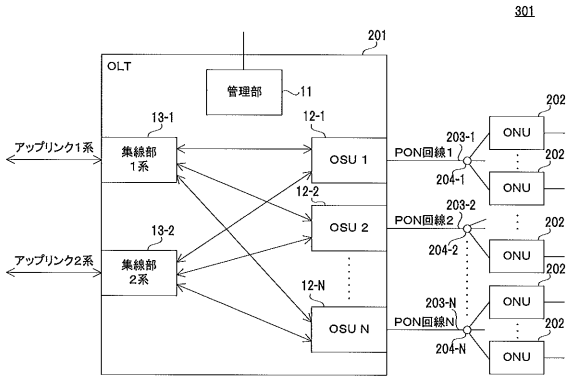 301
201
OLT
管理部
11
13-1
集線部
1系
アップリンク1系
13-2
集線部
2系
アップリンク2系
12-1
OSU 1
12-2
OSU 2
12-N
OSU N
PON回線1
203-1
204-1
PON回線2
203-2
204-2
PON回線N
203-N
204-N
202
ONU
202
ONU
202
ONU
202
ONU
202
ONU